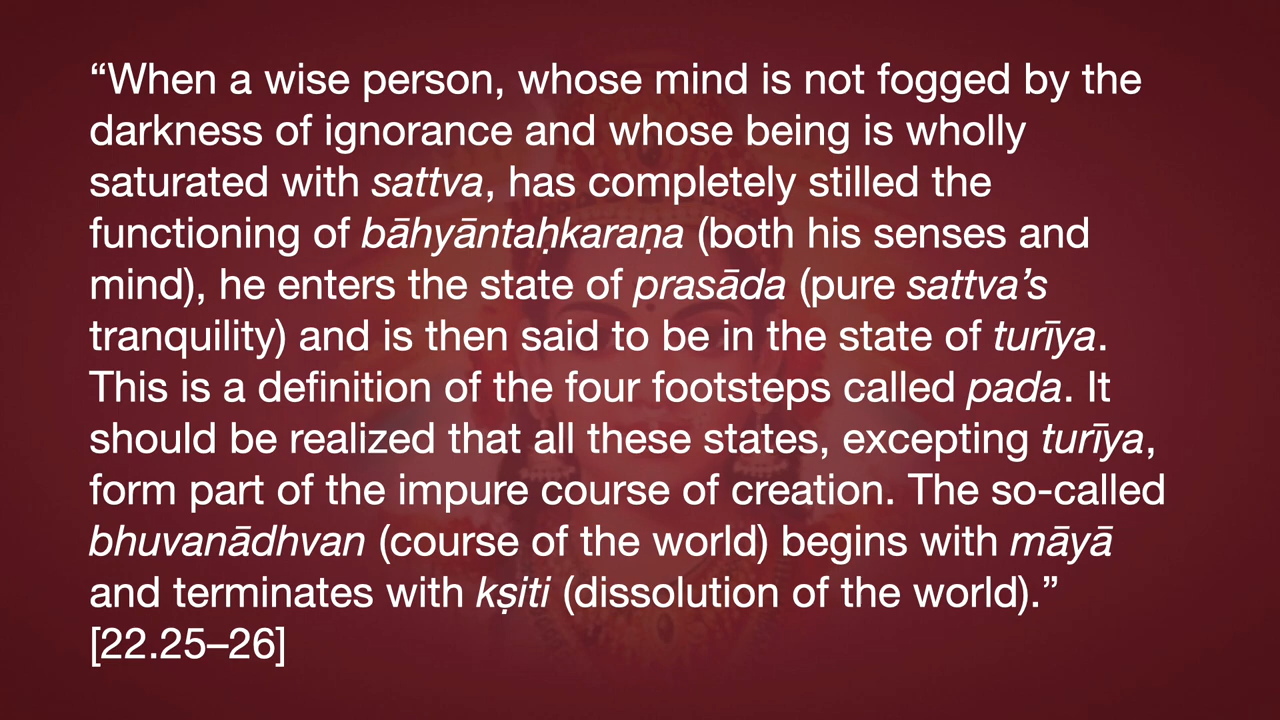 “When a wise person, whose mind is not fogged by the
darkness of ignorance and whose being is wholly
saturated with sattva, has completely stilled the
functioning of bāhyāntaḥkaraṇa (both his senses and
mind), he enters the state of prasāda (pure sattva’s
tranquility) and is then said to be in the state of turīya.
This is a definition of the four footsteps called pada. It
should be realized that all these states, excepting turīya,
form part of the impure course of creation. The so-called
bhuvanādhvan (course of the world) begins with māyā
and terminates with kṣiti (dissolution of the world).”
[22.25–26]